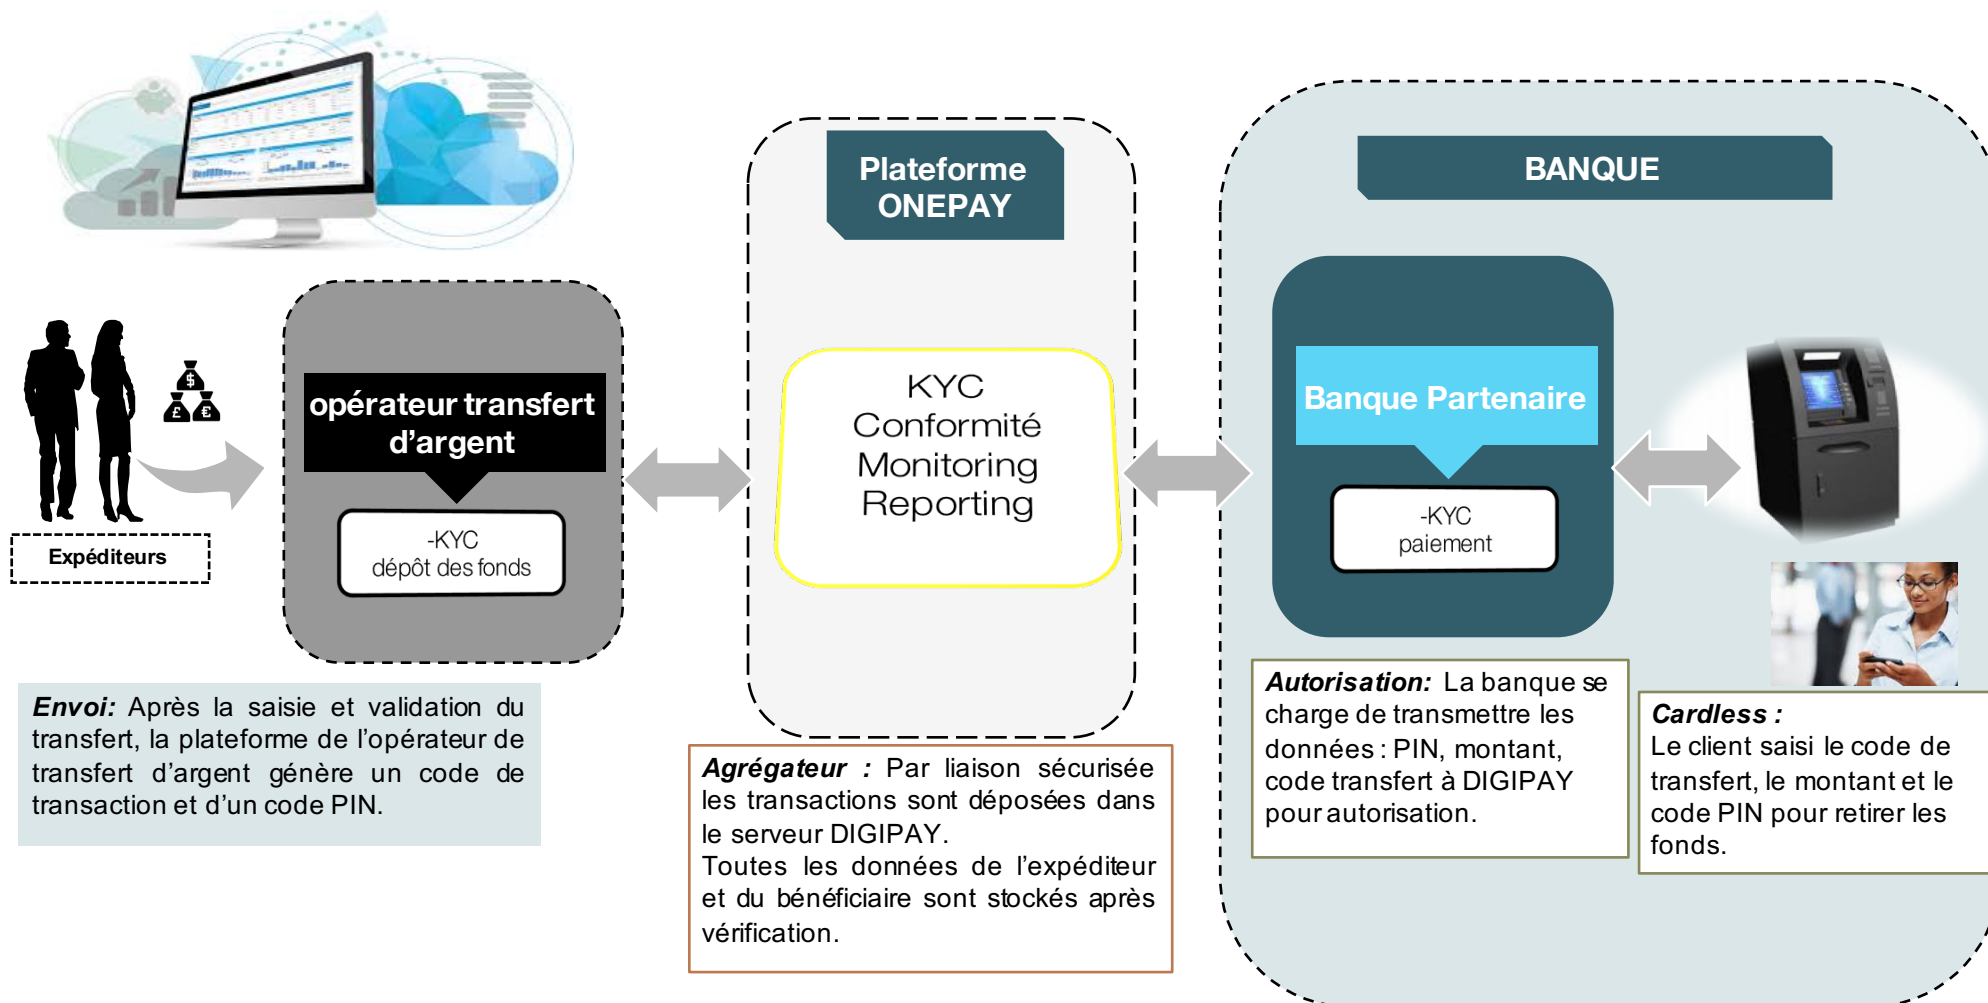 Plateforme
ONEPAY
BANQUE
opérateur transfert
d’argent
-KYC
dépôt des fonds
Expéditeurs
$
£ €
KYC
Conformité
Monitoring
Reporting
Banque Partenaire
-KYC
paiement
Envoi: Après la saisie et validation du
transfert, la plateforme de l’opérateur de
transfert d’argent génère un code de
transaction et d’un code PIN.
Agrégateur : Par liaison sécurisée
les transactions sont déposées dans
le serveur DIGIPAY.
Toutes les données de l’expéditeur
et du bénéficiaire sont stockés après
vérification.
Autorisation: La banque se
charge de transmettre les
données : PIN, montant,
code transfert à DIGIPAY
pour autorisation.
Cardless :
Le client saisi le code de
transfert, le montant et le
code PIN pour retirer les
fonds.